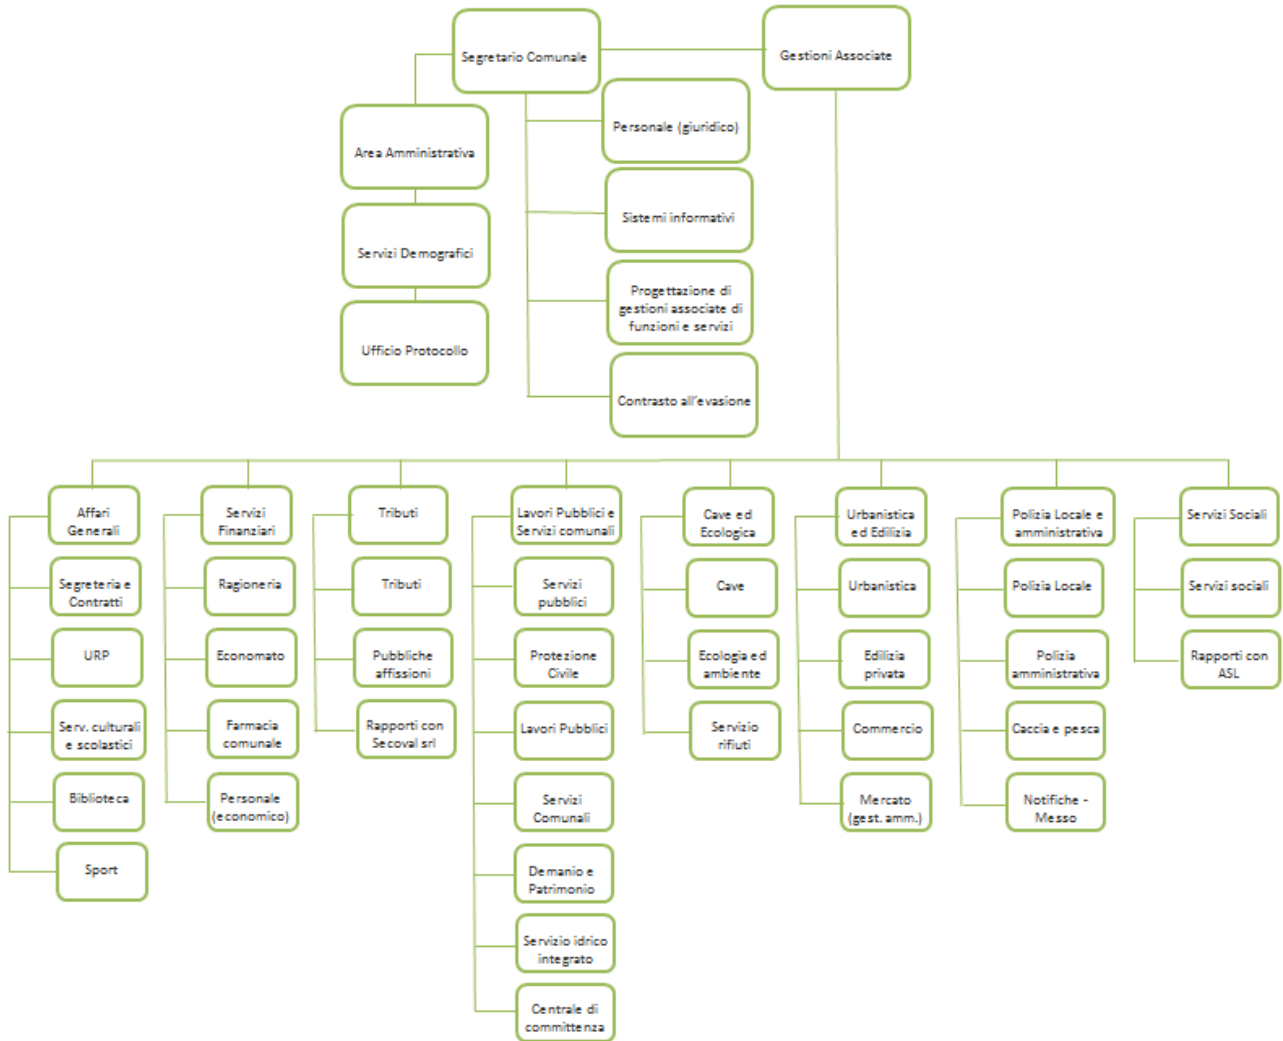 Segretario Comunale
Gestioni Associate
Personale (giuridico)
Area Amministrativa
Sistemi informativi
Servizi Demografici
Progettazione di
gestioni associate di
funzioni e servizi
Ufficio Protocollo
Contrasto all'evasione
Affari
Generali
Segreteria e
Contratti
URP
Serv. culturali
e scolastici
Biblioteca
Sport
Servizi
Finanziari
Ragioneria
Economato
Farmacia
comunale
Personale
(economico)
Tributi
Tributi
Pubbliche
affissioni
Rapporti con
Secoval srl
Lavori Pubblici e
Servizi comunali
Servizi
pubblici
Protezione
Civile
Lavori Pubblici
Servizi
Comunali
Demanio e
Patrimonio
Servizio idrico
integrato
Centrale di
committenza
Cave ed
Ecologica
Cave
Ecologia ed
ambiente
Servizio
rifiuti
Urbanistica
ed Edilizia
Urbanistica
Edilizia
privata
Commercio
Mercato
(gest. amm.)
Polizia Locale e
amministrativa
Polizia Locale
Polizia
amministrativa
Caccia e pesca
Notifiche -
Messo
Servizi Sociali
Servizi sociali
Rapporti con
ASL